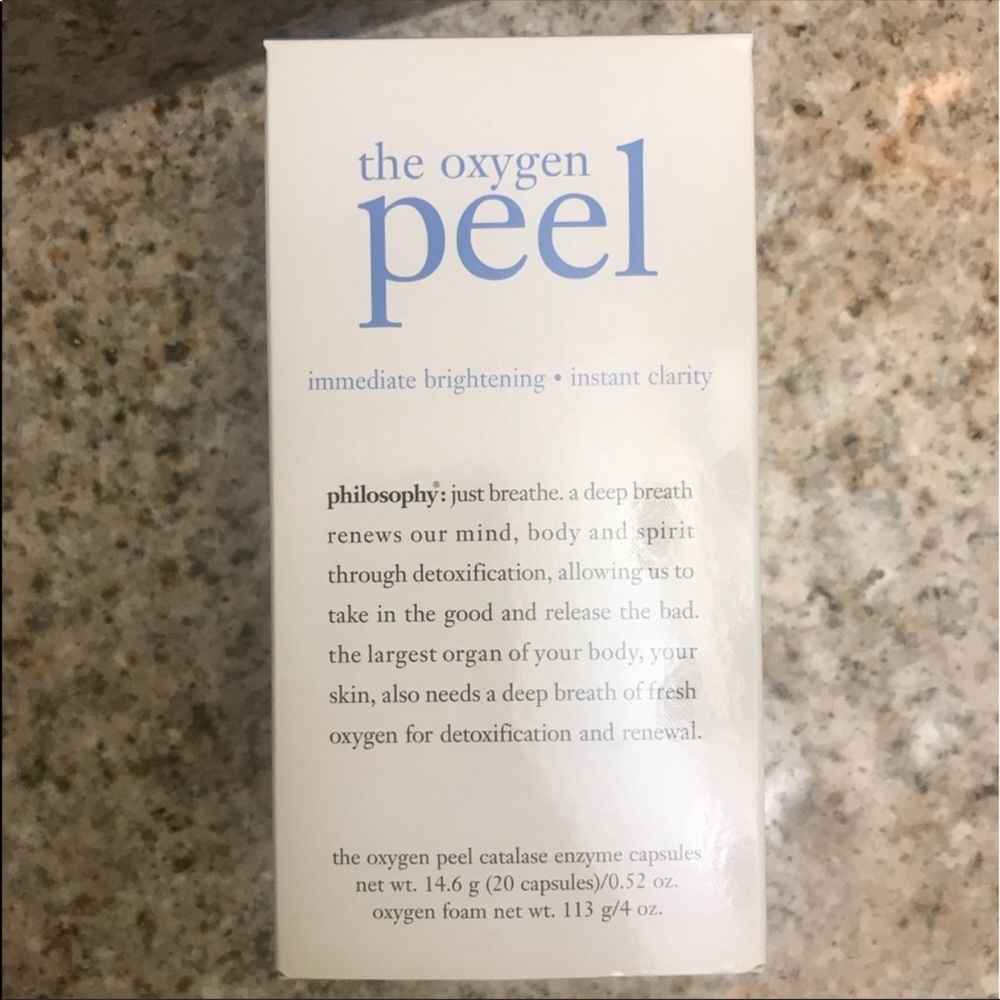 the oxygen
peel
immediate brightening • instant clarity
philosophy®: just breathe. a deep breath
renews our mind, body and spirit
through detoxification, allowing us to
take in the good and release the bad.
the largest organ of your body, your
skin, also needs a deep breath of fresh
oxygen for detoxification and renewal.
the oxygen peel catalase enzyme capsules
net wt. 14.6 g (20 capsules)/0.52 oz.
oxygen foam net wt. 113 g/4 oz.